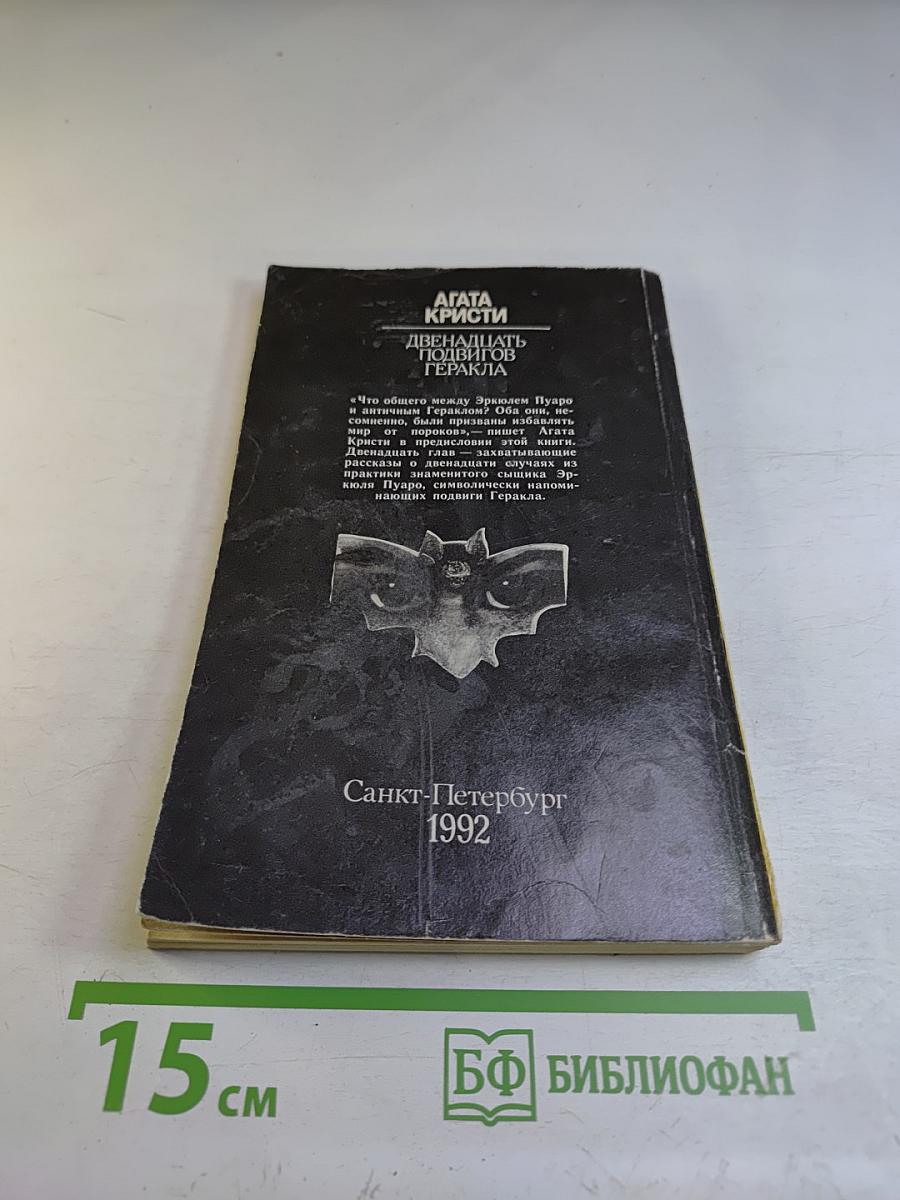 АГАТА
КРИСТИ
ДВЕНАДЦАТЬ
ПОДВИГОВ
ГЕРАКЛА
«Что общего между Эркюлем Пуаро
и античным Гераклом? Оба они, не-
сомненно, были призваны избавлять
мир от пороков»,— пишет Агата
Кристи в предисловии этой книги.
Двенадцать глав — захватывающие
рассказы о двенадцати случаях из
практики знаменитого сыщика Эр-
кюля Пуаро, символически напоми-
нающих подвиги Геракла.
Санкт-Петербург
1992
15 см
БФ БИБЛИОФАН